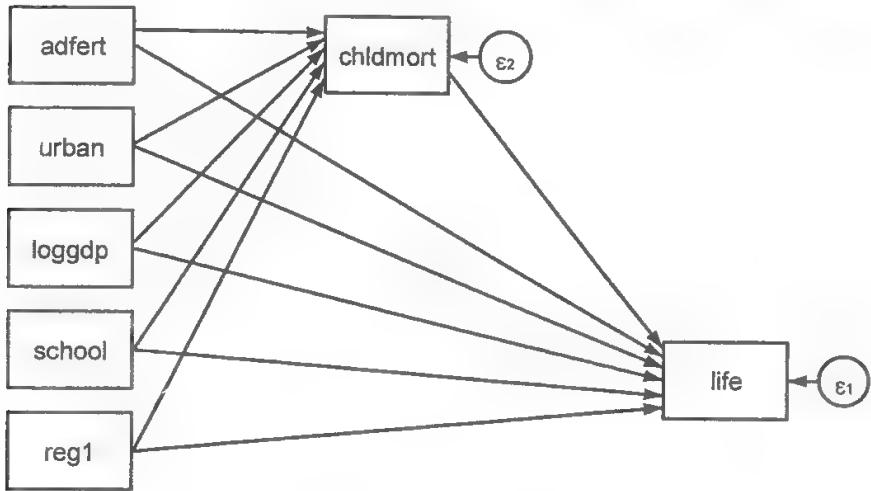 adfert
chldmort
ε2
urban
loggdp
school
life
ε1
reg1